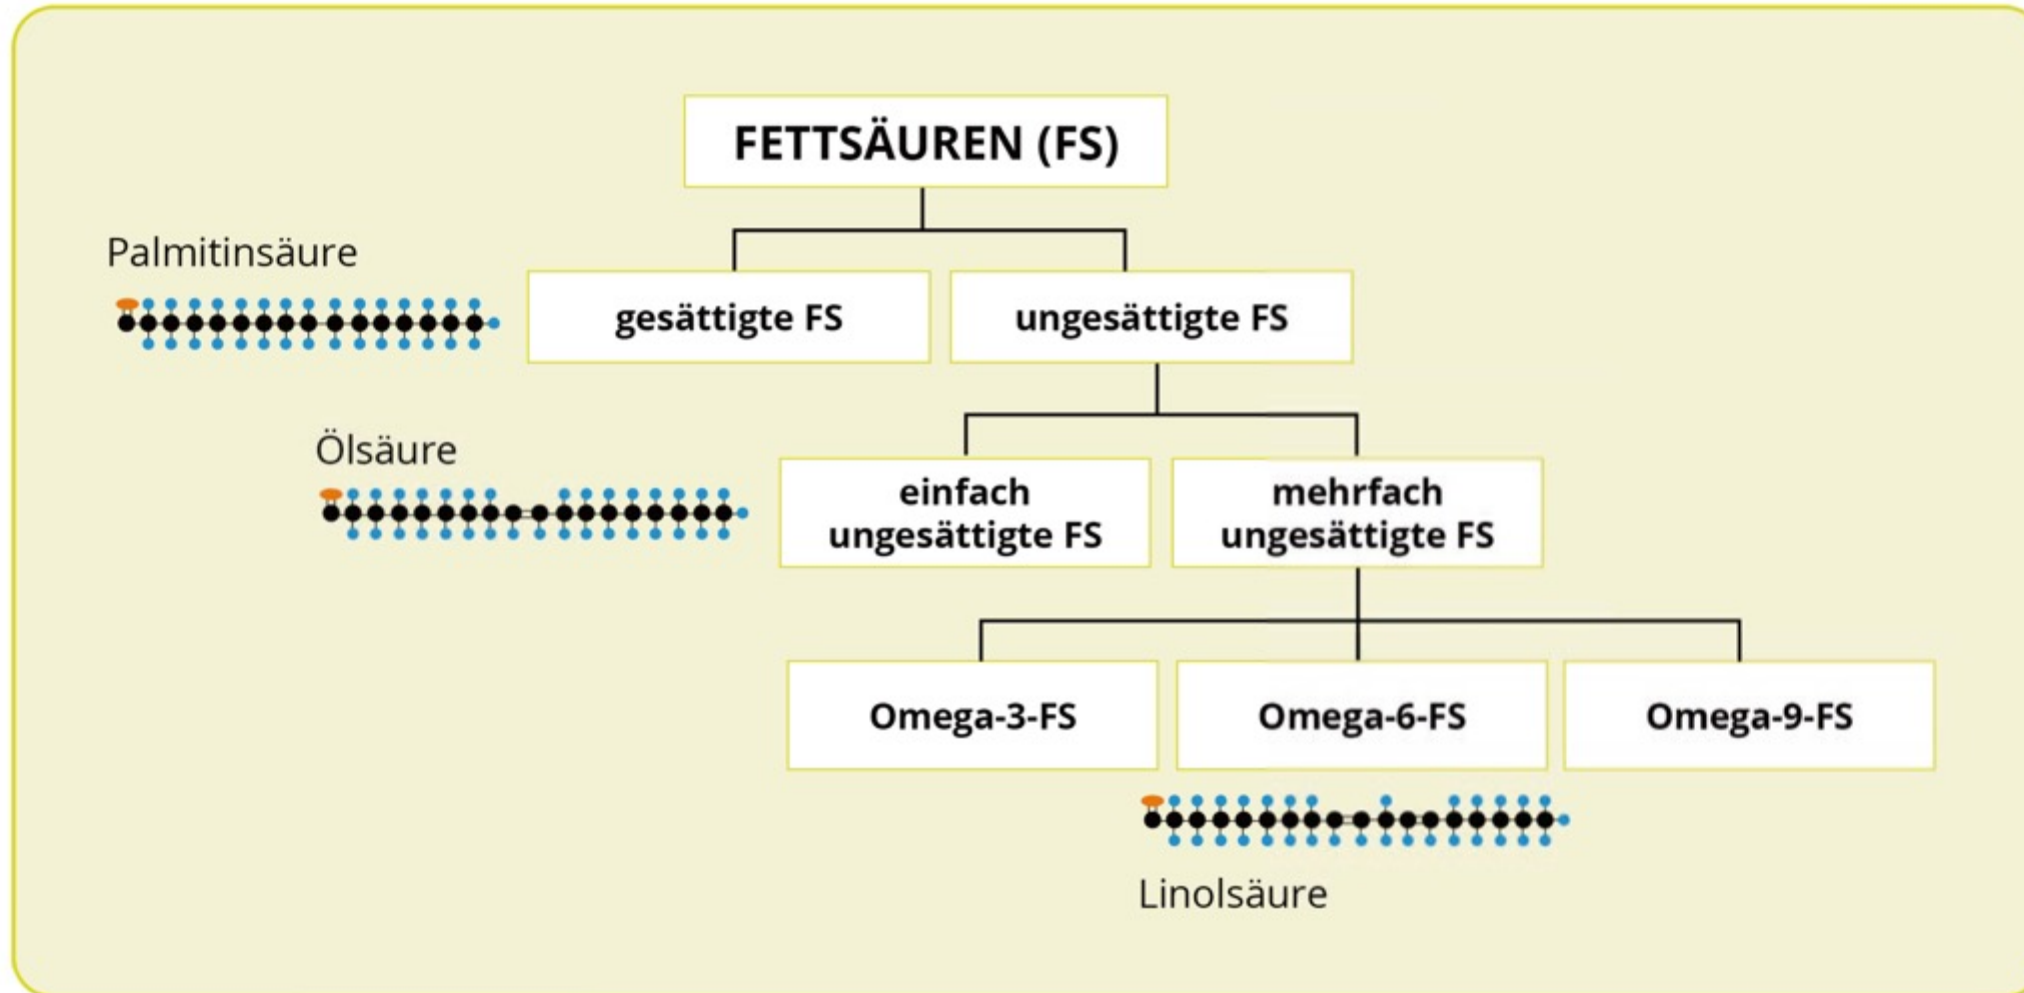 FETTSÄUREN (FS)
Palmitinsäure
gesättigte FS
ungesättigte FS
Ölsäure
einfach
ungesättigte FS
mehrfach
ungesättigte FS
Omega-3-FS
Omega-6-FS
Omega-9-FS
Linolsäure